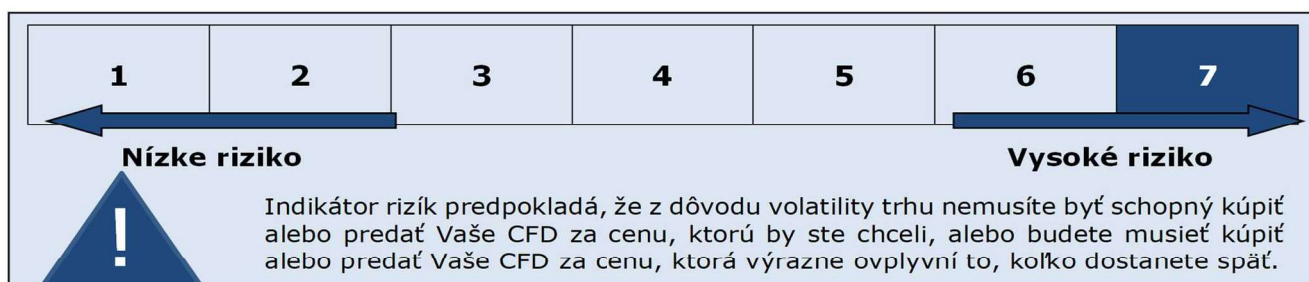 1 2 3 4 5 6 7
Nízke riziko Vysoké riziko
!
Indikátor rizík predpokladá, že z dôvodu volatility trhu nemusíte byť schopný kúpiť
alebo predať Vaše CFD za cenu, ktorú by ste chceli, alebo budete musieť kúpiť
alebo predať Vaše CFD za cenu, ktorá výrazne ovplyvní to, koľko dostanete späť.